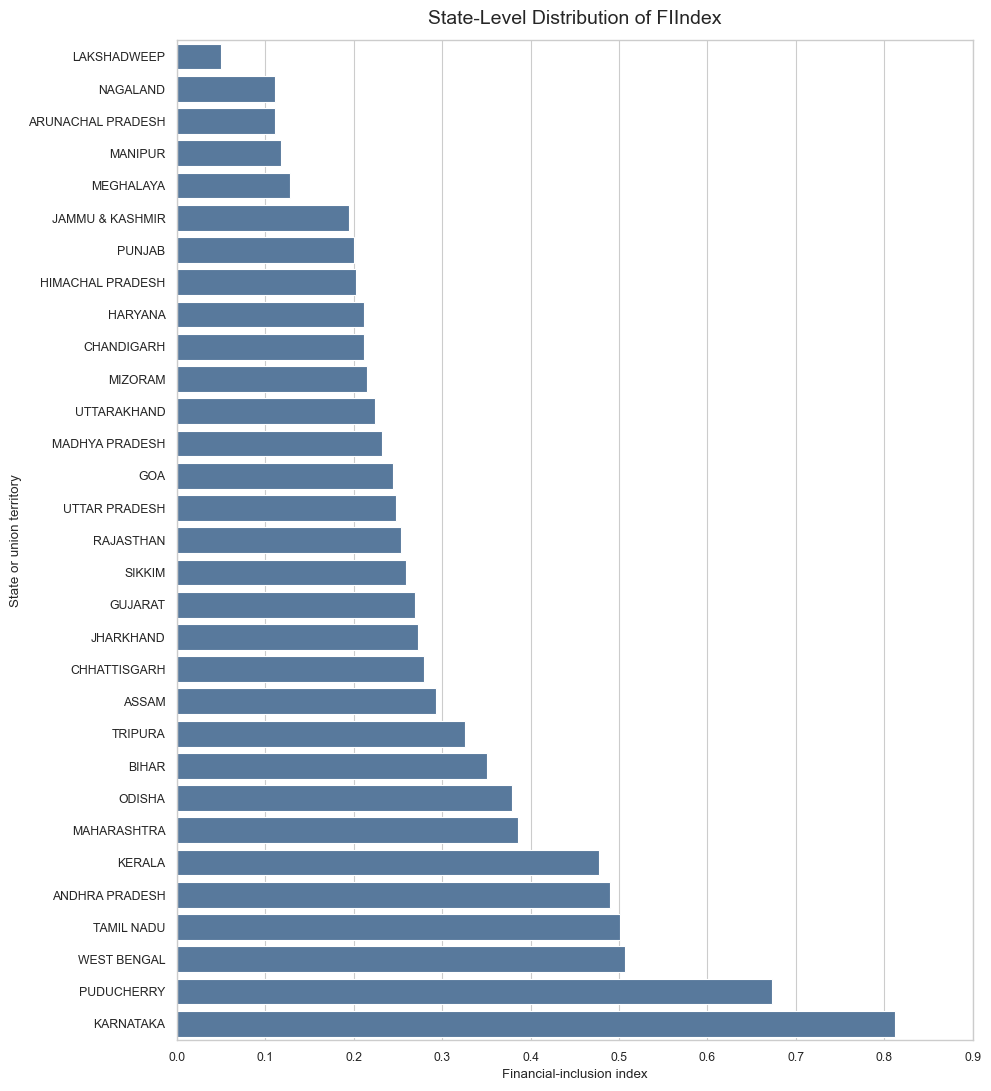 State-Level Distribution of FIIndex
State or union territory
LAKSHADWEEP
NAGALAND
ARUNACHAL PRADESH
MANIPUR
MEGHALAYA
JAMMU & KASHMIR
PUNJAB
HIMACHAL PRADESH
HARYANA
CHANDIGARH
MIZORAM
UTTARAKHAND
MADHYA PRADESH
GOA
UTTAR PRADESH
RAJASTHAN
SIKKIM
GUJARAT
JHARKHAND
CHHATTISGARH
ASSAM
TRIPURA
BIHAR
ODISHA
MAHARASHTRA
KERALA
ANDHRA PRADESH
TAMIL NADU
WEST BENGAL
PUDUCHERRY
KARNATAKA
0.0 0.1 0.2 0.3 0.4 0.5 0.6 0.7 0.8 0.9
Financial-inclusion index